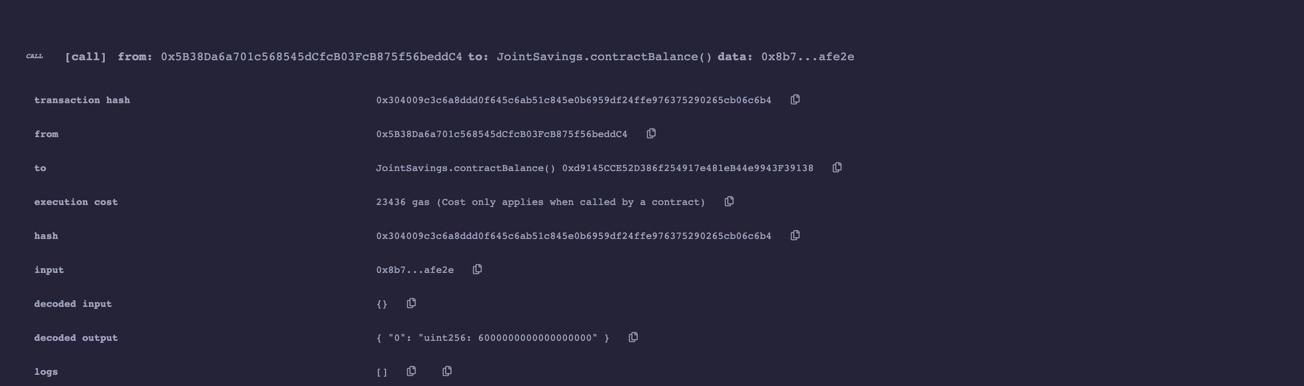 CALL [call] from: 0x5B38Da6a701c568545dCfcB03FcB875f56beddC4 to: JointSavings.contractBalance() data: 0x8b7...afe2e
transaction hash 0x304009c3c6a8ddd0f645c6ab51c845e0b6959df24ffe976375290265cb06c6b4
from 0x5B38Da6a701c568545dCfcB03FcB875f56beddC4
to JointSavings.contractBalance() 0xd9145CCE52D386f254917e481eB44e9943F39138
execution cost 23436 gas (Cost only applies when called by a contract)
hash 0x304009c3c6a8ddd0f645c6ab51c845e0b6959df24ffe976375290265cb06c6b4
input 0x8b7...afe2e
decoded input {}
decoded output { "0": "uint256: 6000000000000000000" }
logs []